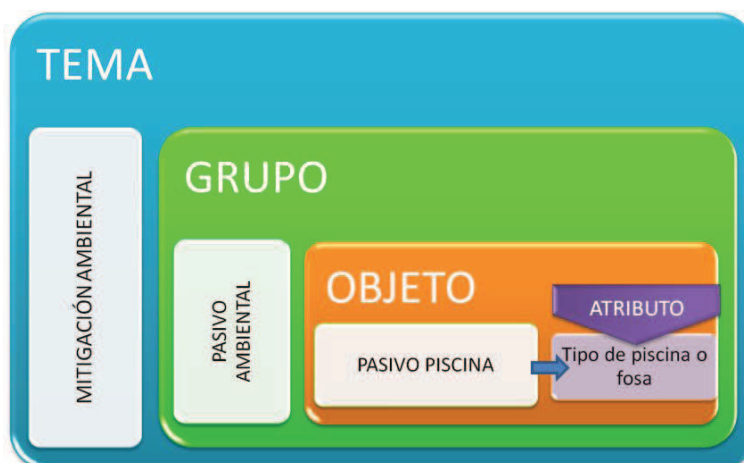 TEMA
MITIGACIÓN AMBIENTAL
GRUPO
PASIVO
AMBIENTAL
OBJETO
PASIVO PISCINA
ATRIBUTO
Tipo de piscina o
fosa